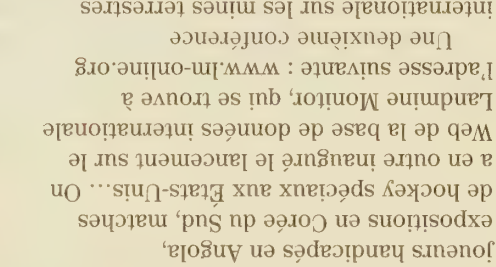 joueurs handicapés en Angola,
expositions en Corée du Sud, matches
de hockey spéciaux aux États-Unis... On
a en outre inauguré le lancement sur le
Web de la base de données internationale
Landmine Monitor, qui se trouve à
l'adresse suivante : www.lm-online.org
Une deuxième conférence
internationale sur les mines terrestres